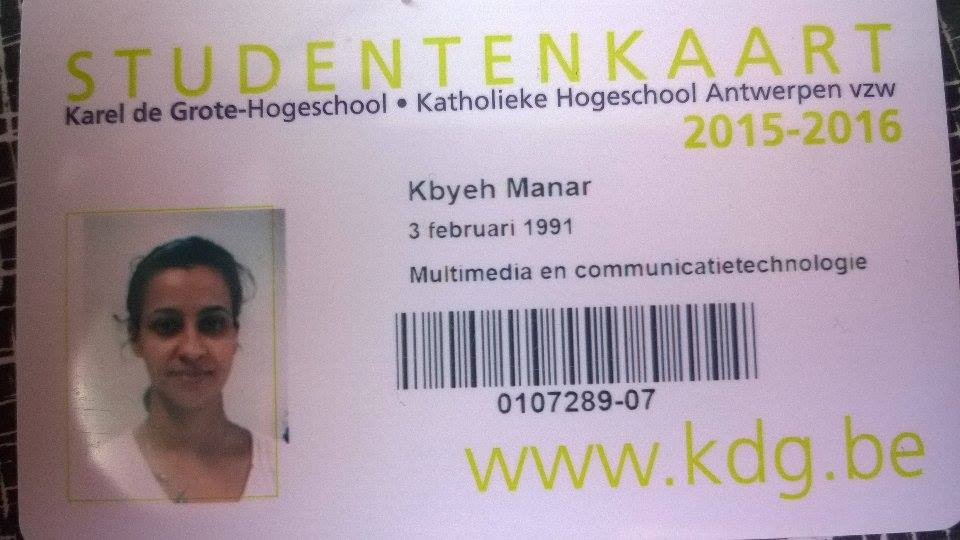 STUDENTENKAART
Karel de Grote-Hogeschool • Katholieke Hogeschool Antwerpen vzw
2015-2016
Kbyeh Manar
3 februari 1991
Multimedia en communicatietechnologie
0107289-07
www.kdg.be